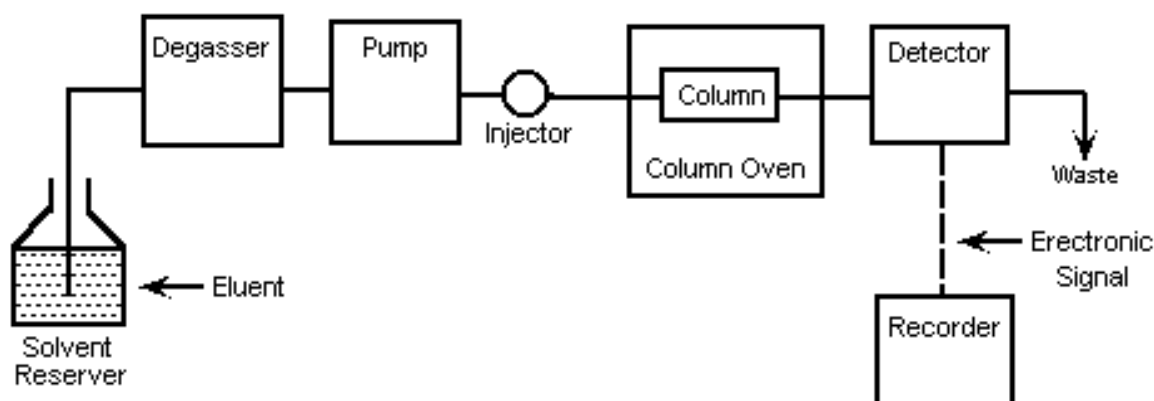 Degasser
Pump
Injector
Column
Column Oven
Detector
Waste
Erectronic
Signal
Recorder
Eluent
Solvent
Reserver